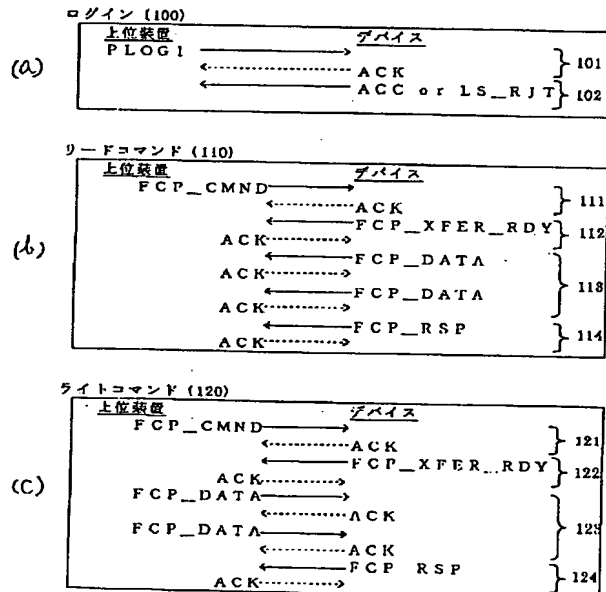 ログイン (100)
上位装置 デバイス
(a)
PLOGI
ACK
101
ACC or LS_RJT
102
リードコマンド (110)
上位装置 デバイス
(b)
FCP_CMND
ACK
111
FCP_XFER_RDY
112
ACK
FCP_DATA
ACK
113
FCP_DATA
ACK
FCP_RSP
114
ACK
ライトコマンド (120)
上位装置 デバイス
(c)
FCP_CMND
ACK
121
FCP_XFER_RDY
122
ACK
FCP_DATA
ACK
123
FCP_DATA
ACK
FCP RSP
124
ACK